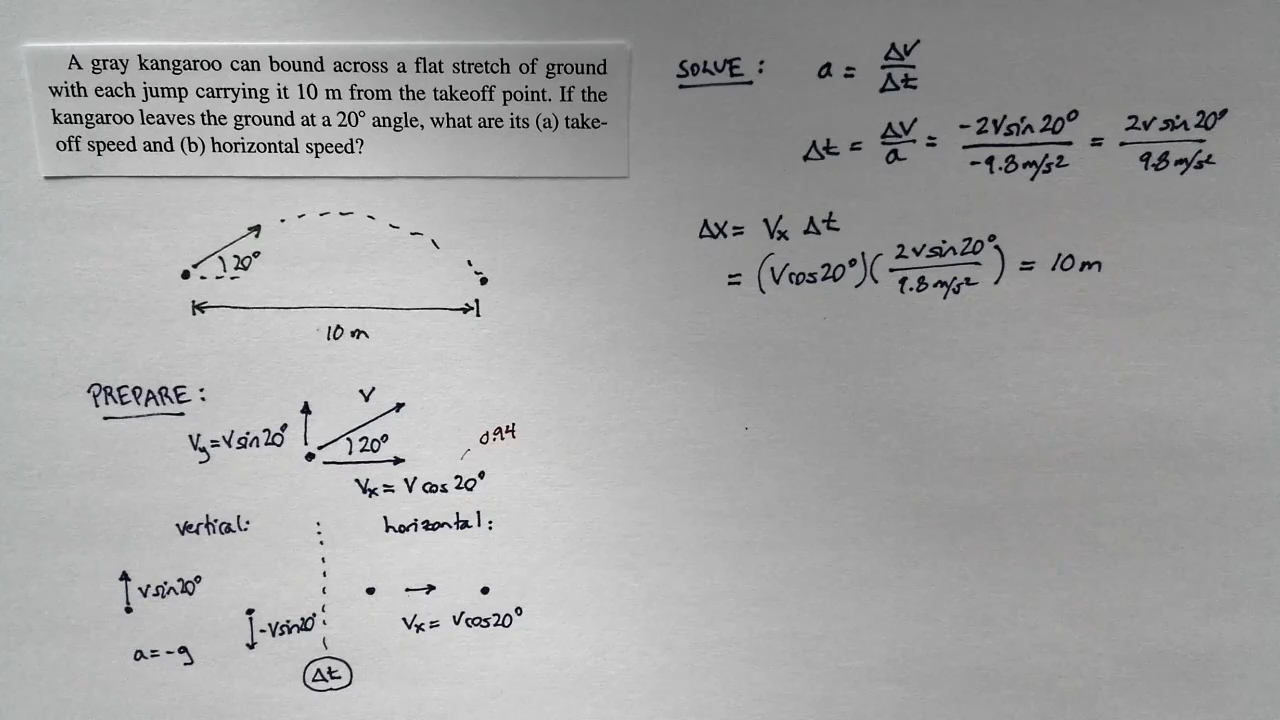 A gray kangaroo can bound across a flat stretch of ground
with each jump carrying it 10 m from the takeoff point. If the
kangaroo leaves the ground at a 20° angle, what are its (a) take-
off speed and (b) horizontal speed?
20°
10 m
PREPARE:
V
Vy = V sin 20°
20°
0.94
Vx = V cos 20°
vertical:
horizontal:
V sin 20°
-V sin 20°
Vx = V cos 20°
a = -g
Δt
SOLVE: a = ΔV/Δt
Δt = ΔV/a = -2V sin 20°/-9.8 m/s² = 2V sin 20°/9.8 m/s²
Δx = Vx Δt
= (V cos 20°)(2V sin 20°/9.8 m/s²) = 10 m